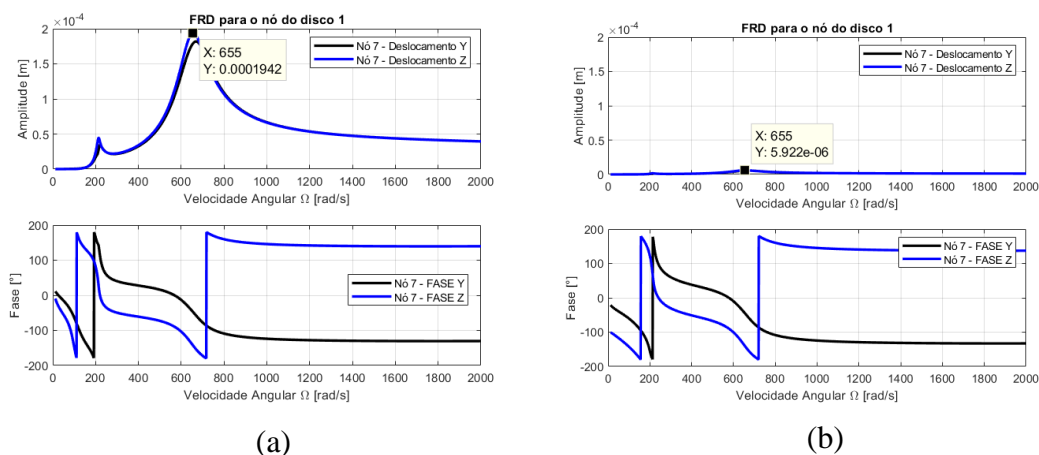 FRD para o nó do disco 1
×10⁻⁴
2
1.5
1
0.5
0
Amplitude [m]
X: 655
Y: 0.0001942
Nó 7 - Deslocamento Y
Nó 7 - Deslocamento Z
0 200 400 600 800 1000 1200 1400 1600 1800 2000
Velocidade Angular Ω [rad/s]
200
100
0
-100
-200
Fase [°]
Nó 7 - FASE Y
Nó 7 - FASE Z
0 200 400 600 800 1000 1200 1400 1600 1800 2000
Velocidade Angular Ω [rad/s]
(a)
FRD para o nó do disco 1
×10⁻⁴
2
1.5
1
0.5
0
Amplitude [m]
X: 655
Y: 5.922e-06
Nó 7 - Deslocamento Y
Nó 7 - Deslocamento Z
0 200 400 600 800 1000 1200 1400 1600 1800 2000
Velocidade Angular Ω [rad/s]
200
100
0
-100
-200
Fase [°]
Nó 7 - FASE Y
Nó 7 - FASE Z
0 200 400 600 800 1000 1200 1400 1600 1800 2000
Velocidade Angular Ω [rad/s]
(b)